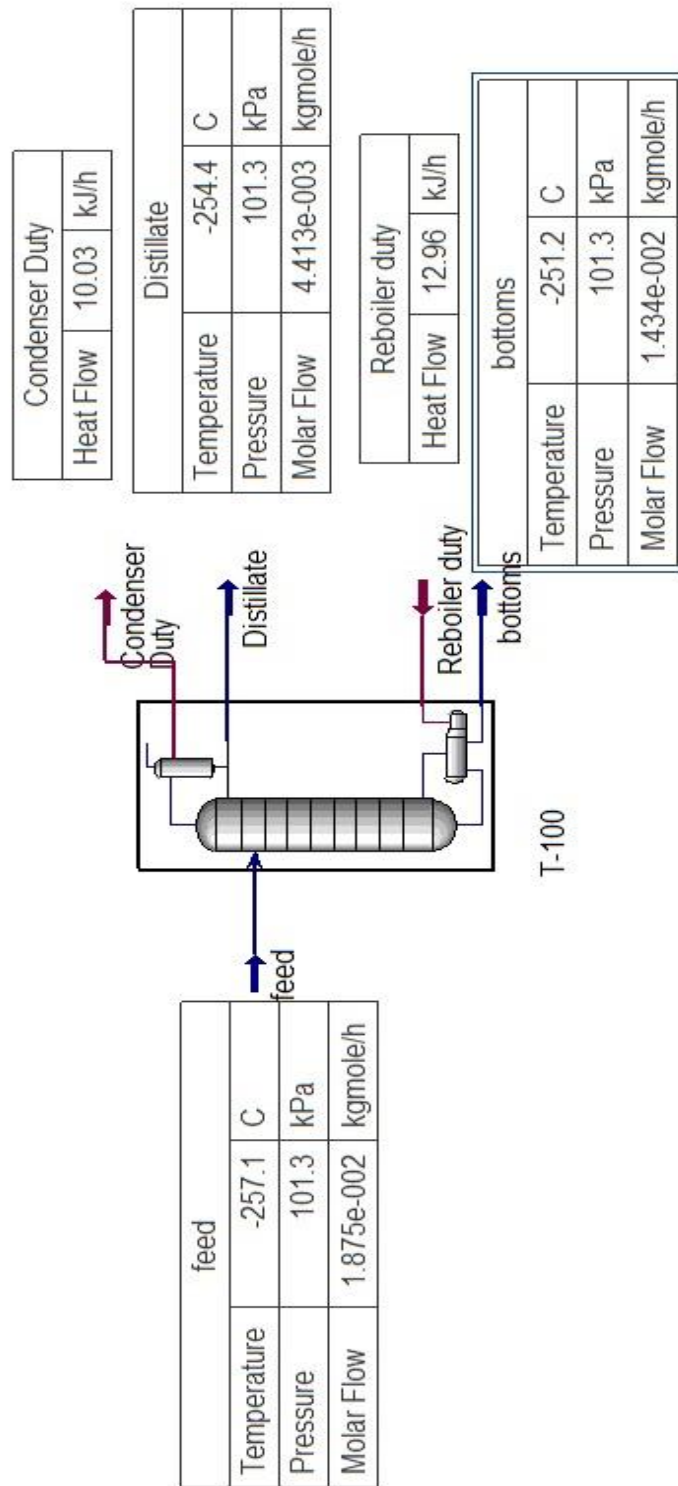 Condenser Duty
Heat Flow 10.03 kJ/h
Distillate
Temperature -254.4 C
Pressure 101.3 kPa
Molar Flow 4.413e-003 kgmole/h
Reboiler duty
Heat Flow 12.96 kJ/h
bottoms
Temperature -251.2 C
Pressure 101.3 kPa
Molar Flow 1.434e-002 kgmole/h
Condenser
Duty
Distillate
Reboiler duty
bottoms
T-100
feed
feed
Temperature -257.1 C
Pressure 101.3 kPa
Molar Flow 1.875e-002 kgmole/h